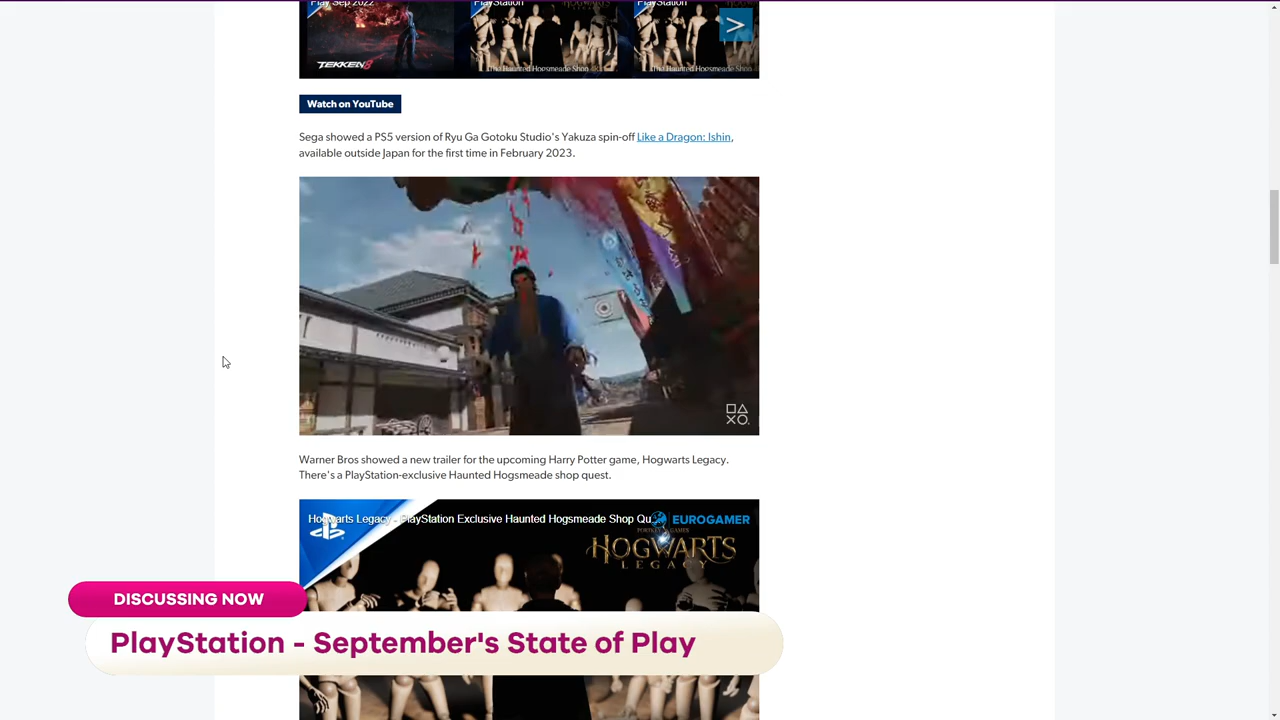 Play Sep 2022
PlayStation
PlayStation
HOGWARTS
LEGACY
TEKKEN 8
The Haunted Hogsmeade Shop
The Haunted Hogsmeade Shop
>
Watch on YouTube
Sega showed a PS5 version of Ryu Ga Gotoku Studio's Yakuza spin-off Like a Dragon: Ishin,
available outside Japan for the first time in February 2023.
Warner Bros showed a new trailer for the upcoming Harry Potter game, Hogwarts Legacy.
There's a PlayStation-exclusive Haunted Hogsmeade shop quest.
Hogwarts Legacy - PlayStation Exclusive Haunted Hogsmeade Shop Qu...
EUROGAMER
PORTKEY GAMES
HOGWARTS
LEGACY
DISCUSSING NOW
PlayStation - September's State of Play